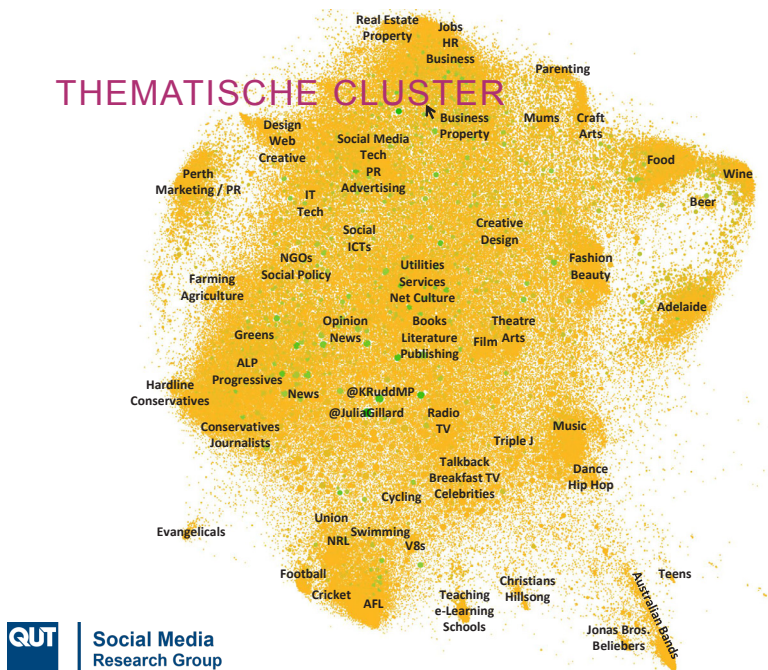 Real Estate
Property
Jobs
HR
Business
THEMATISCHE CLUSTER
Parenting
Business
Property
Mums
Craft
Arts
Design
Web
Creative
Social Media
Tech
PR
Advertising
Food
Wine
Perth
Marketing / PR
Beer
IT
Tech
Social
ICTs
Creative
Design
NGOs
Social Policy
Utilities
Services
Net Culture
Fashion
Beauty
Farming
Agriculture
Adelaide
Greens
Opinion
News
Books
Literature
Publishing
Theatre
Arts
Film
ALP
Progressives
Hardline
Conservatives
News
@KRuddMP
@JuliaGillard
Radio
TV
Conservatives
Journalists
Triple J
Music
Talkback
Breakfast TV
Celebrities
Dance
Hip Hop
Cycling
Evangelicals
Union
NRL
Swimming
V8s
Football
Cricket
AFL
Teaching
e-Learning
Schools
Christians
Hillsong
Teens
Australian Bands
Jonas Bros.
Beliebers
QUT
Social Media
Research Group